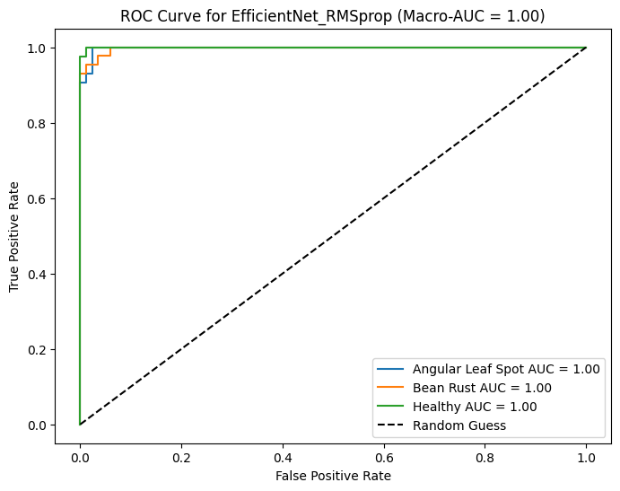 ROC Curve for EfficientNet_RMSprop (Macro-AUC = 1.00)
True Positive Rate
1.0
0.8
0.6
0.4
0.2
0.0
Angular Leaf Spot AUC = 1.00
Bean Rust AUC = 1.00
Healthy AUC = 1.00
Random Guess
0.0 0.2 0.4 0.6 0.8 1.0
False Positive Rate